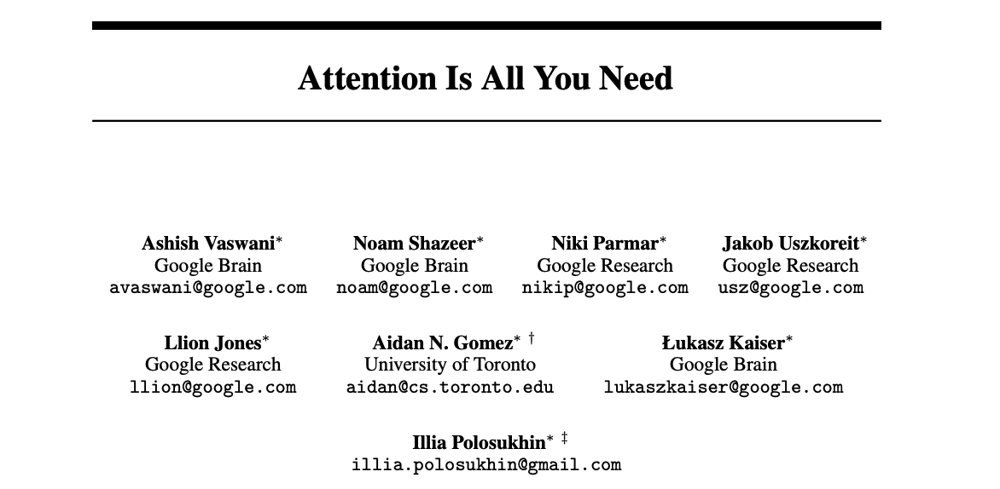 Attention Is All You Need
Ashish Vaswani∗ Noam Shazeer∗ Niki Parmar∗ Jakob Uszkoreit∗
Google Brain Google Brain Google Research Google Research
avaswani@google.com noam@google.com nikip@google.com usz@google.com
Llion Jones∗ Aidan N. Gomez∗ † Łukasz Kaiser∗
Google Research University of Toronto Google Brain
llion@google.com aidan@cs.toronto.edu lukaszkaiser@google.com
Illia Polosukhin∗ ‡
illia.polosukhin@gmail.com